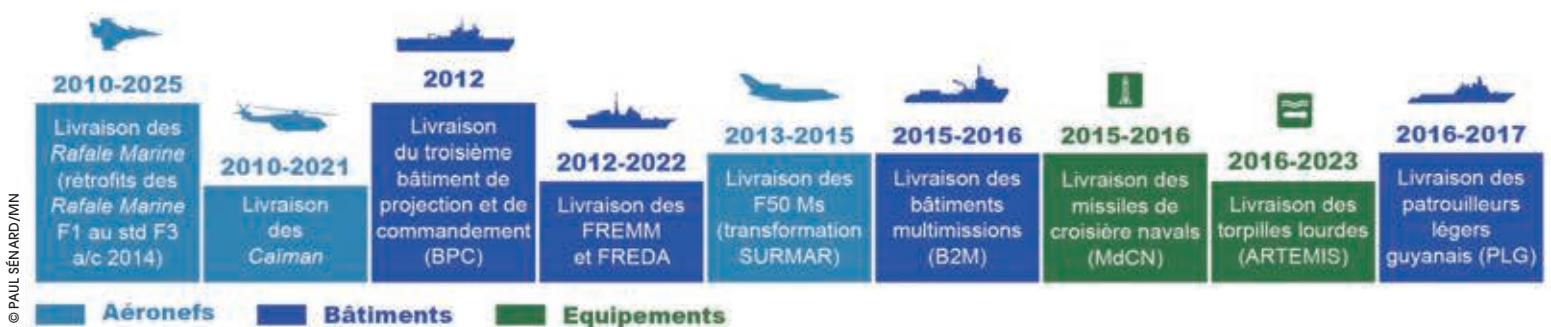 2010-2025
Livraison des
Rafale Marine
(rétrofits des
Rafale Marine
F1 au std F3
a/c 2014)
2010-2021
Livraison
des
Caïman
2012
Livraison
du troisième
bâtiment de
projection et de
commandement
(BPC)
2012-2022
Livraison des
FREMM
et FREDA
2013-2015
Livraison des
F50 Ms
(transformation
SURMAR)
2015-2016
Livraison des
bâtiments
multimissions
(B2M)
2015-2016
Livraison des
missiles de
croisière navals
(MdCN)
2016-2023
Livraison des
torpilles lourdes
(ARTEMIS)
2016-2017
Livraison des
patrouilleurs
légers
guyanais (PLG)
Aéronefs
Bâtiments
Equipements
© PAUL SÉNARD/MN